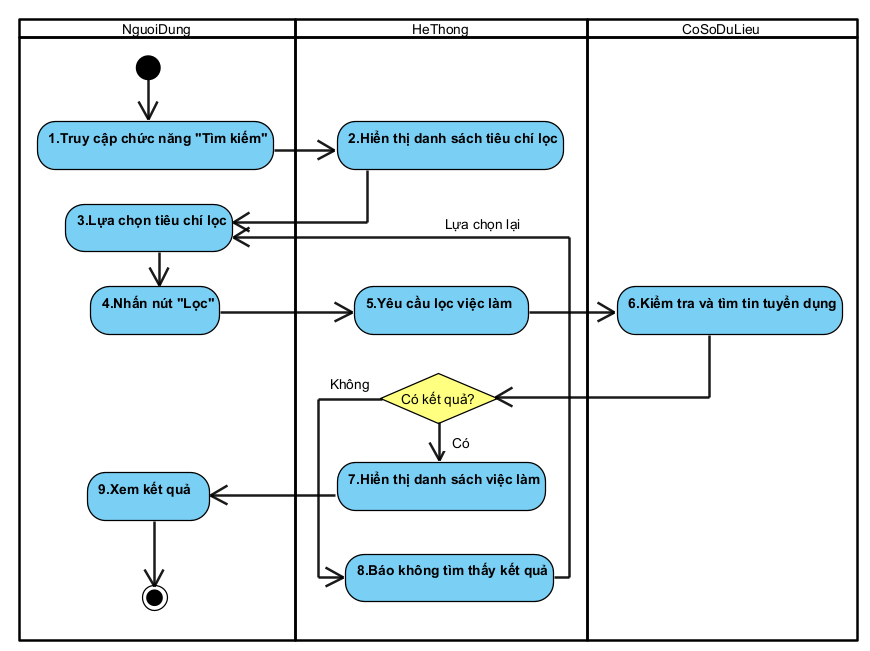 NguoiDung
HeThong
CoSoDuLieu
1.Truy cập chức năng "Tìm kiếm"
2.Hiển thị danh sách tiêu chí lọc
3.Lựa chọn tiêu chí lọc
Lựa chọn lại
4.Nhấn nút "Lọc"
5.Yêu cầu lọc việc làm
6.Kiểm tra và tìm tin tuyển dụng
Không
Có kết quả?
Có
7.Hiển thị danh sách việc làm
9.Xem kết quả
8.Báo không tìm thấy kết quả